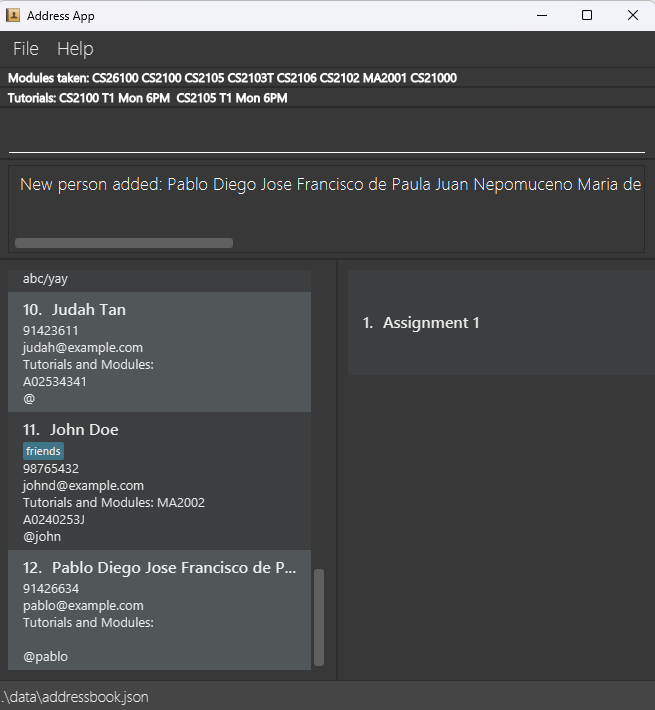 Address App
File Help
Modules taken: CS26100 CS2100 CS2105 CS2103T CS2106 CS2102 MA2001 CS21000
Tutorials: CS2100 T1 Mon 6PM  CS2105 T1 Mon 6PM
New person added: Pablo Diego Jose Francisco de Paula Juan Nepomuceno Maria de
abc/yay
10. Judah Tan
91423611
judah@example.com
Tutorials and Modules:
A02534341
@
11. John Doe
friends
98765432
johnd@example.com
Tutorials and Modules: MA2002
A0240253J
@john
12. Pablo Diego Jose Francisco de P...
91426634
pablo@example.com
Tutorials and Modules:
@pablo
1. Assignment 1
.\data\addressbook.json